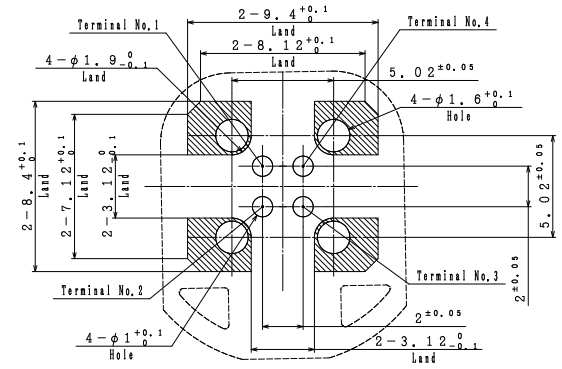 2-9.4 +0.1 0
Land
Terminal No.1
Terminal No.4
2-8.12 +0.1 0
Land
4-φ1.9 0 -0.1
Land
5.02 ±0.05
4-φ1.6 +0.1 0
Hole
2-8.4 +0.1 0
Land
2-7.12 +0.1 0
Land
2-3.12 0 -0.1
Land
5.02 ±0.05
2 ±0.05
Terminal No.2
Terminal No.3
4-φ1 +0.1 0
Hole
2 ±0.05
2-3.12 0 -0.1
Land